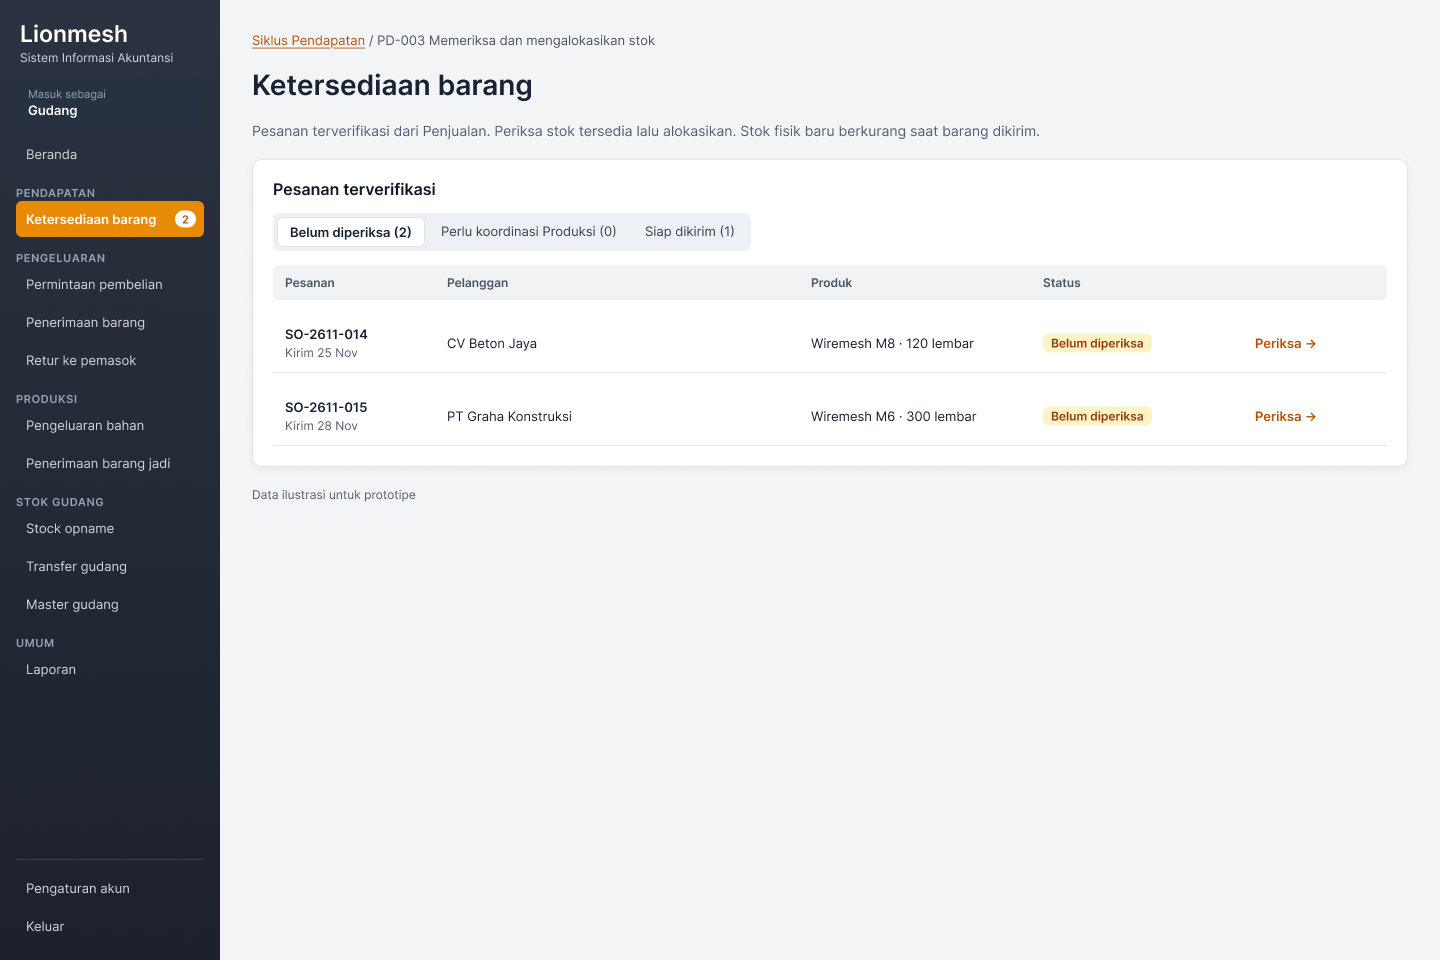 Lionmesh
Sistem Informasi Akuntansi
Masuk sebagai
Gudang
Beranda
PENDAPATAN
Ketersediaan barang 2
PENGELUARAN
Permintaan pembelian
Penerimaan barang
Retur ke pemasok
PRODUKSI
Pengeluaran bahan
Penerimaan barang jadi
STOK GUDANG
Stock opname
Transfer gudang
Master gudang
UMUM
Laporan
Pengaturan akun
Keluar
Siklus Pendapatan / PD-003 Memeriksa dan mengalokasikan stok
Ketersediaan barang
Pesanan terverifikasi dari Penjualan. Periksa stok tersedia lalu alokasikan. Stok fisik baru berkurang saat barang dikirim.
Pesanan terverifikasi
Belum diperiksa (2) Perlu koordinasi Produksi (0) Siap dikirim (1)
Pesanan Pelanggan Produk Status
SO-2611-014
Kirim 25 Nov
CV Beton Jaya Wiremesh M8 · 120 lembar Belum diperiksa Periksa →
SO-2611-015
Kirim 28 Nov
PT Graha Konstruksi Wiremesh M6 · 300 lembar Belum diperiksa Periksa →
Data ilustrasi untuk prototipe